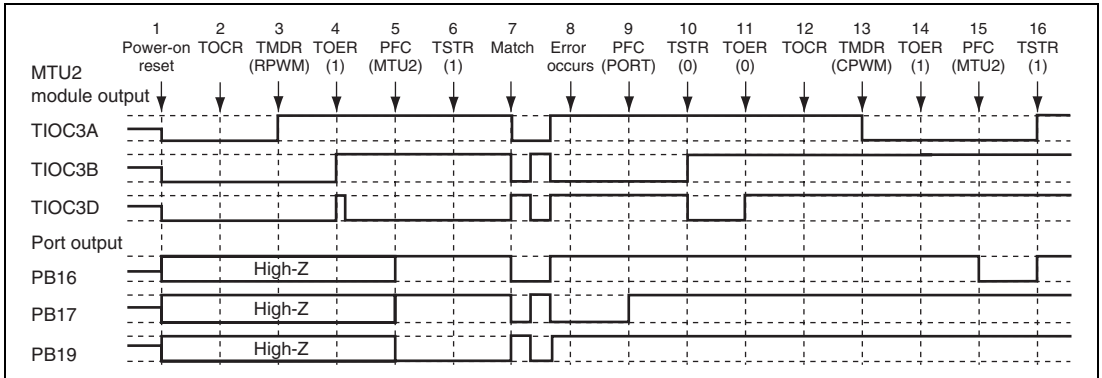 1 2 3 4 5 6 7 8 9 10 11 12 13 14 15 16
Power-on TOCR TMDR TOER PFC TSTR Match Error PFC TSTR TOER TOCR TMDR TOER PFC TSTR
reset (RPWM) (1) (MTU2) (1) occurs (PORT) (0) (0) (CPWM) (1) (MTU2) (1)
MTU2
module output
TIOC3A
TIOC3B
TIOC3D
Port output
PB16 High-Z
PB17 High-Z
PB19 High-Z